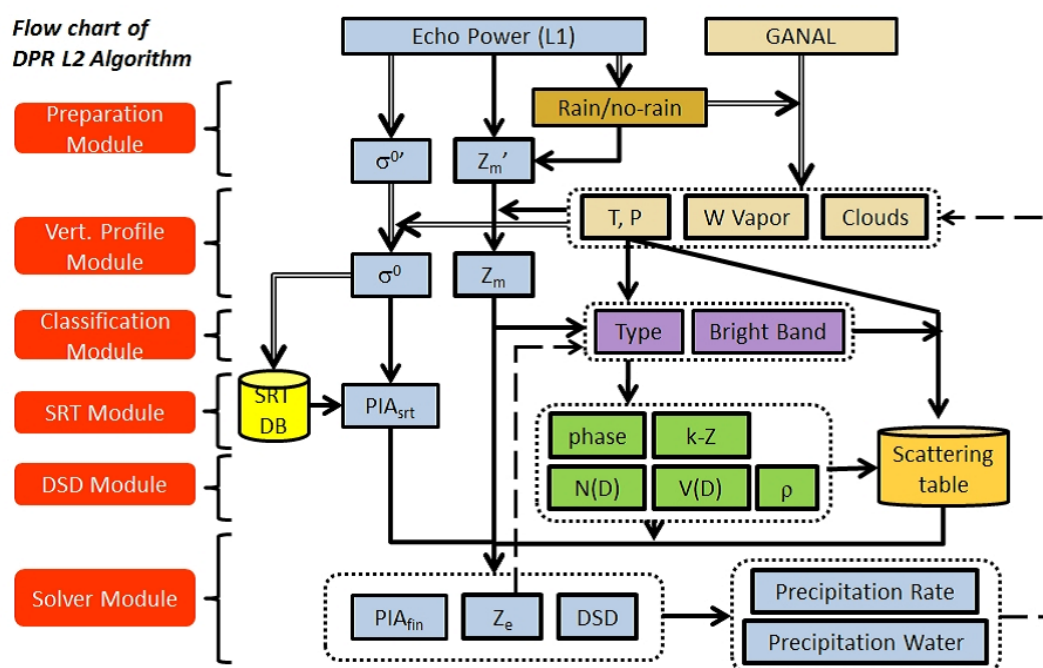 Flow chart of
DPR L2 Algorithm
Echo Power (L1)
GANAL
Preparation
Module
Rain/no-rain
σ⁰’
Zₘ’
Vert. Profile
Module
T, P
W Vapor
Clouds
σ⁰
Zₘ
Classification
Module
Type
Bright Band
SRT Module
SRT
DB
PIAsrt
phase
k-Z
Scattering
table
DSD Module
N(D)
V(D)
ρ
Solver Module
PIAfin
Ze
DSD
Precipitation Rate
Precipitation Water